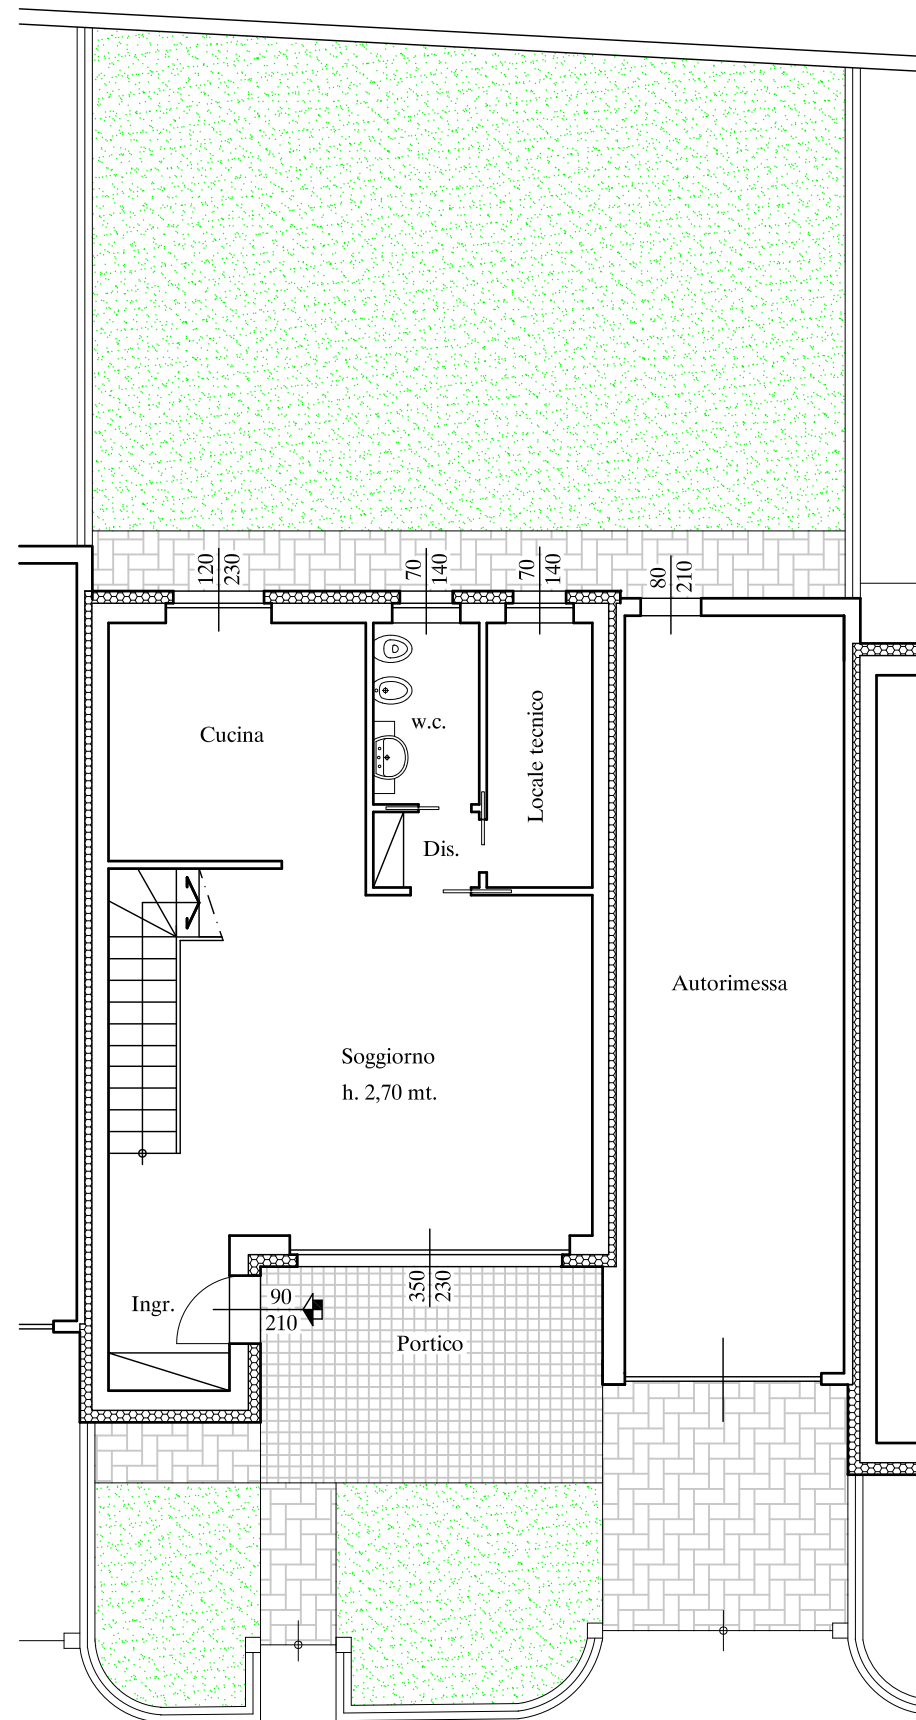 120
230
70
140
70
140
80
210
Cucina
w.c.
Locale tecnico
Dis.
Autorimessa
Soggiorno
h. 2,70 mt.
350
230
Ingr.
90
210
Portico